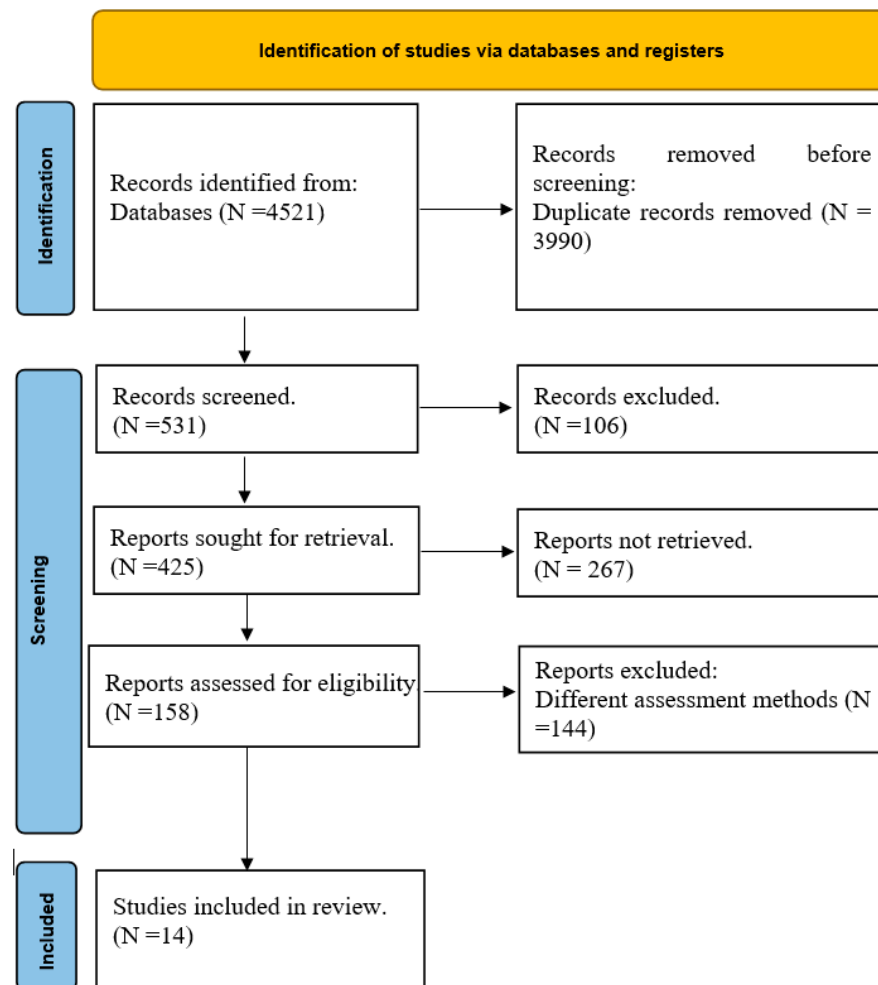 Identification of studies via databases and registers
Identification
Records identified from:
Databases (N =4521)
Records removed before
screening:
Duplicate records removed (N =
3990)
Screening
Records screened.
(N =531)
Records excluded.
(N =106)
Reports sought for retrieval.
(N =425)
Reports not retrieved.
(N = 267)
Reports assessed for eligibility.
(N =158)
Reports excluded:
Different assessment methods (N
=144)
Included
Studies included in review.
(N =14)